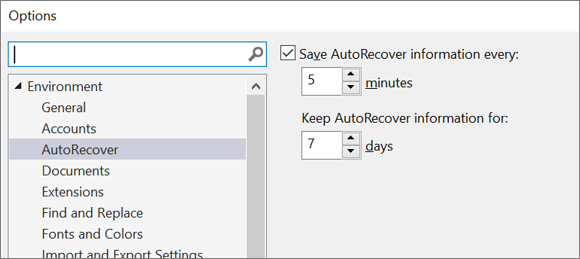 Options
Environment
General
Accounts
AutoRecover
Documents
Extensions
Find and Replace
Fonts and Colors
Import and Export Settings
Save AutoRecover information every:
5 minutes
Keep AutoRecover information for:
7 days